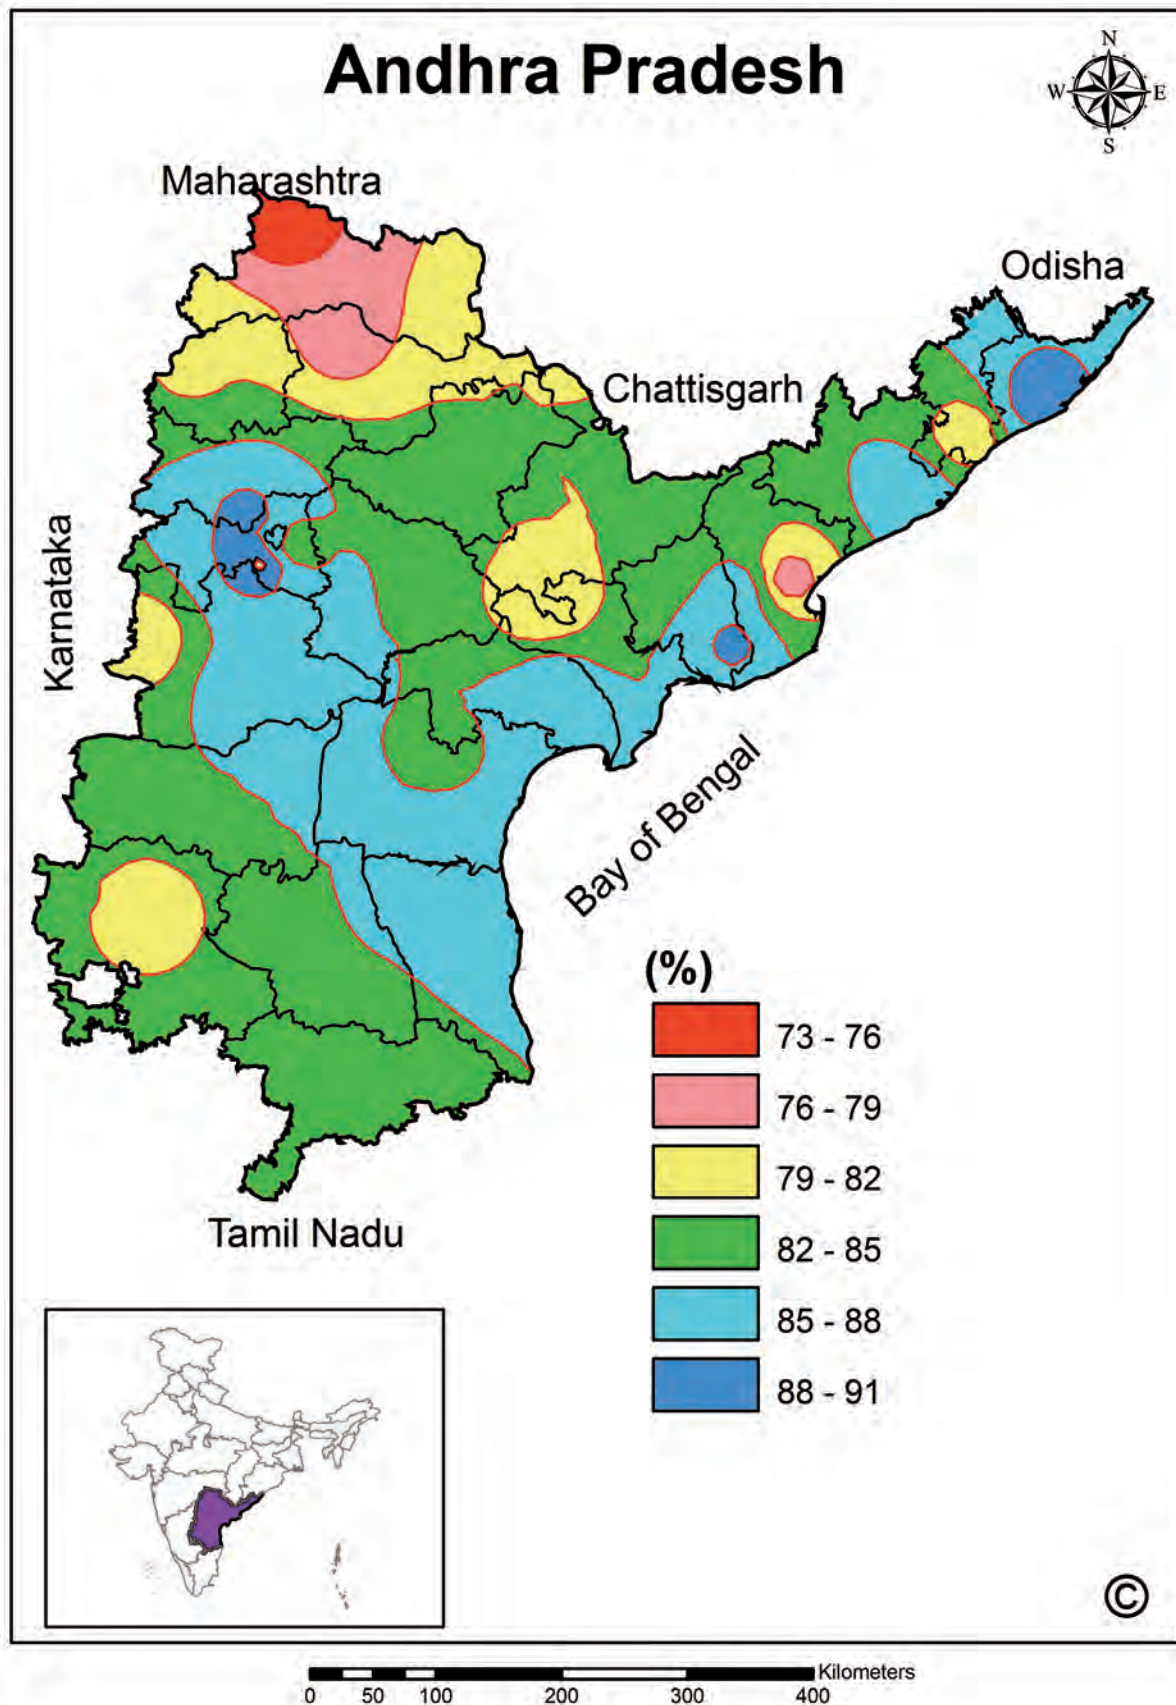 Andhra Pradesh
N
W E
S
Maharashtra
Odisha
Chattisgarh
Karnataka
Bay of Bengal
(%)
73 - 76
76 - 79
79 - 82
82 - 85
85 - 88
88 - 91
Tamil Nadu
©
Kilometers
0 50 100 200 300 400